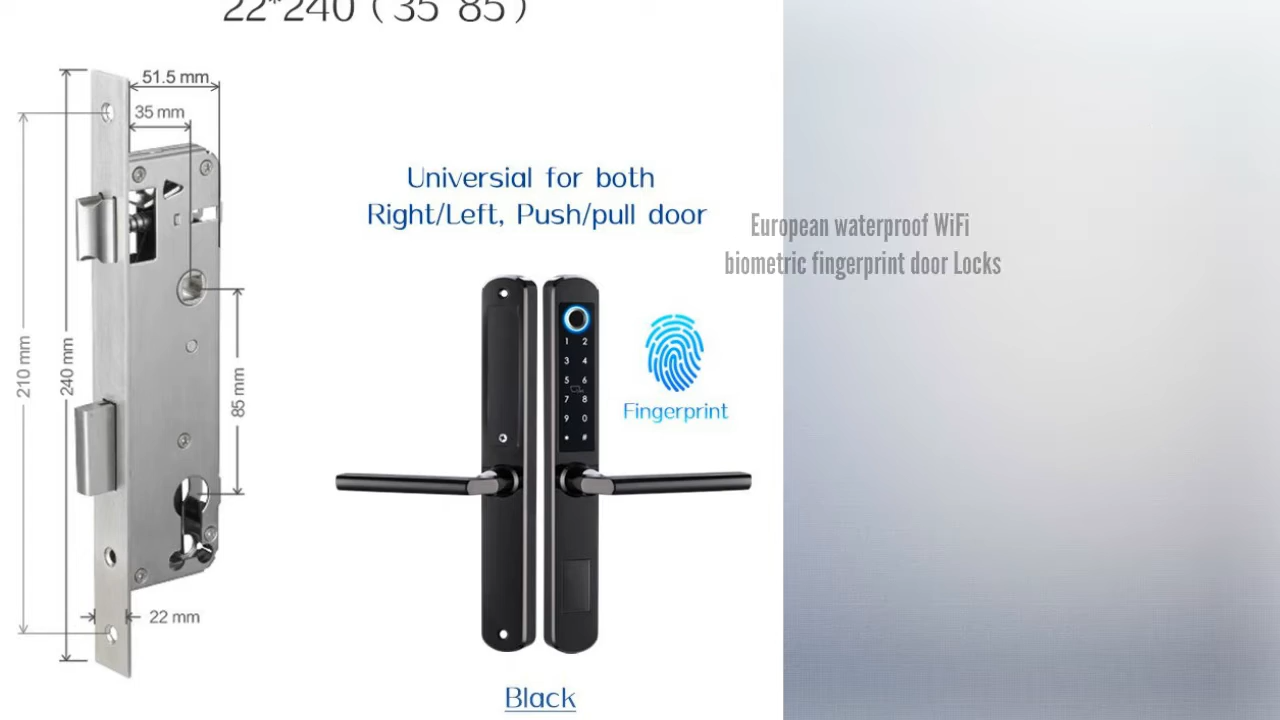 22*240 (35*85)
51.5 mm
35 mm
Universial for both
Right/Left, Push/pull door
European waterproof WiFi
biometric fingerprint door Locks
210 mm
240 mm
85 mm
1 2
3 4
5 6
7 8
9 0
* #
Fingerprint
22 mm
Black